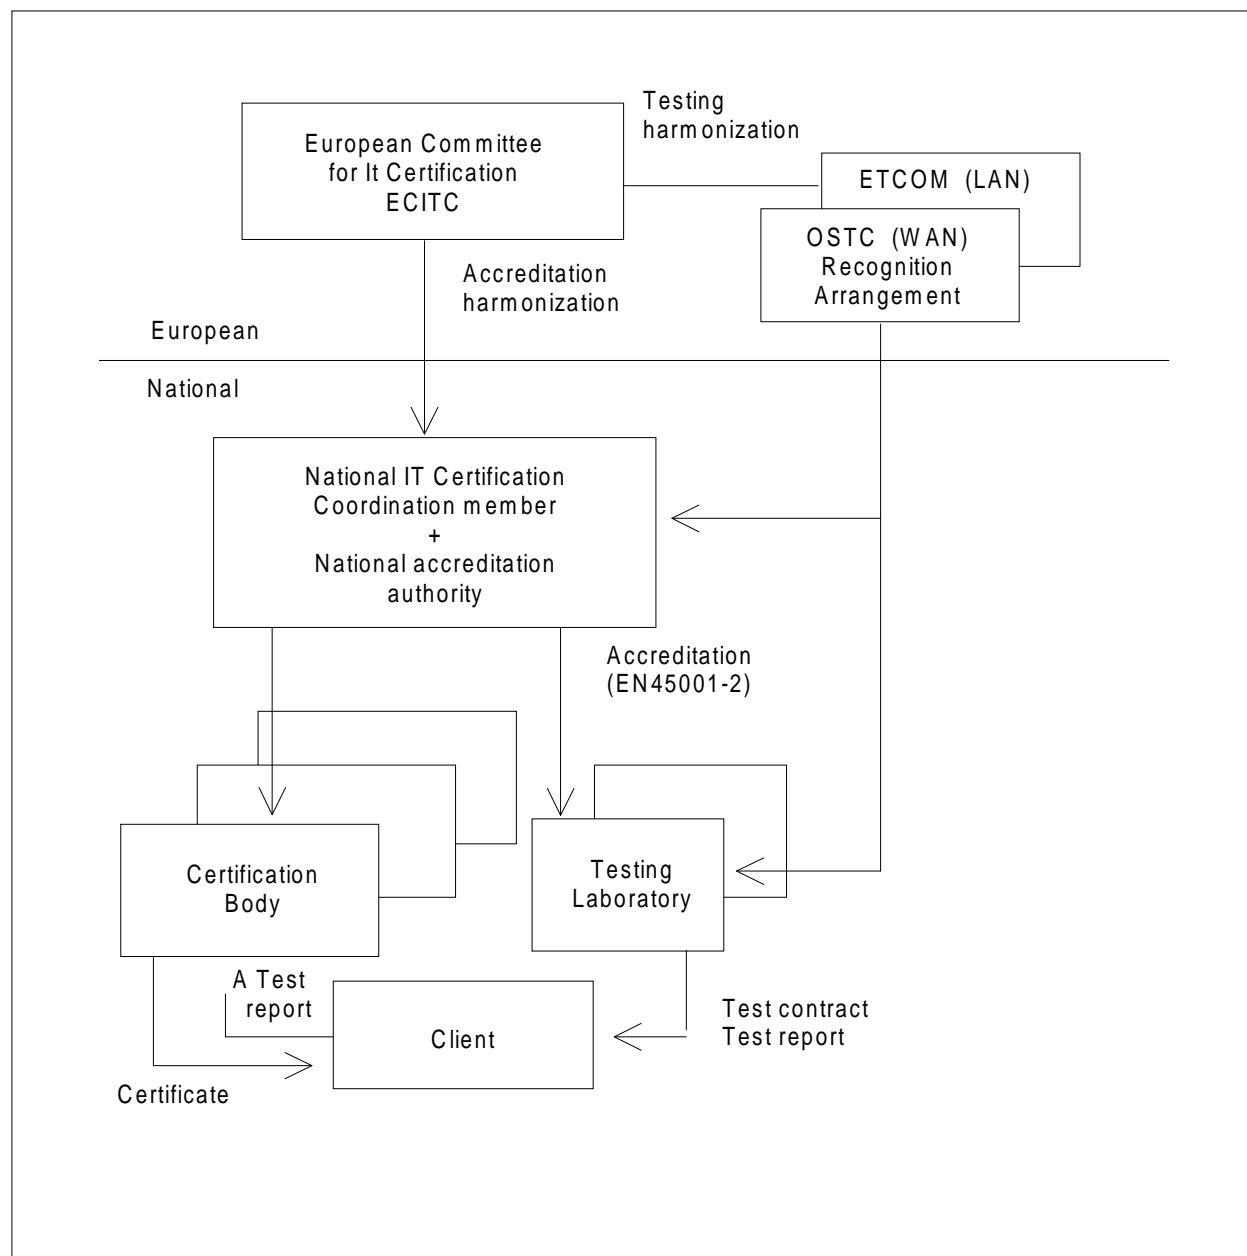 Testing
harmonization
European Committee
for It Certification
ECITC
ETCOM (LAN)
OSTC (WAN)
Recognition
Arrangement
Accreditation
harmonization
European
National
National IT Certification
Coordination member
+
National accreditation
authority
Accreditation
(EN45001-2)
Certification
Body
Testing
Laboratory
A Test
report
Client
Test contract
Test report
Certificate